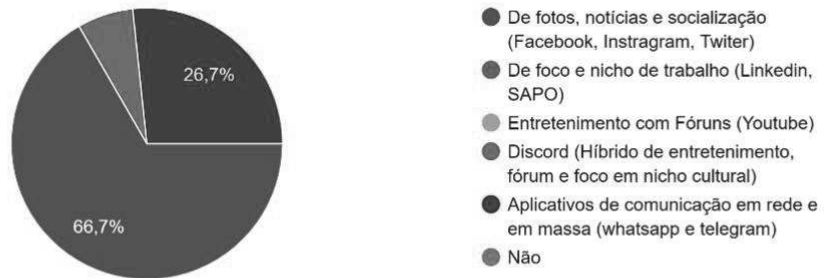 26,7%
66,7%
De fotos, notícias e socialização
(Facebook, Instragram, Twiter)
De foco e nicho de trabalho (Linkedin,
SAPO)
Entretenimento com Fóruns (Youtube)
Discord (Híbrido de entretenimento,
fórum e foco em nicho cultural)
Aplicativos de comunicação em rede e
em massa (whatsapp e telegram)
Não